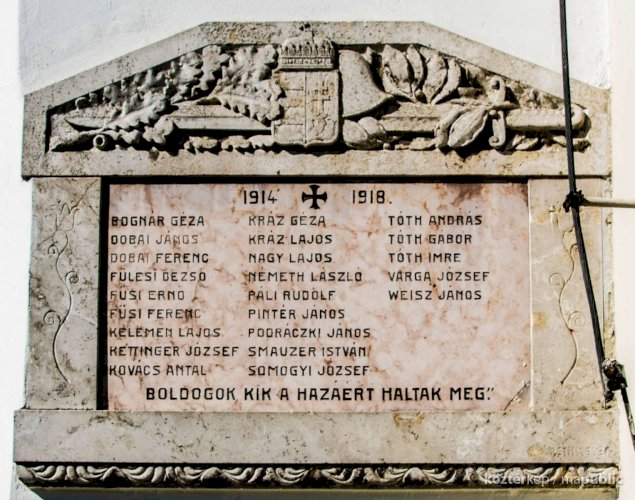 1914 ✠ 1918.
BOGNÁR GÉZA
DOBAI JÁNOS
DOBAI FERENC
FÜLESI DEZSŐ
FÜSI ERNŐ
FÜSI FERENC
KELEMEN LAJOS
KETTINGER JÓZSEF
KOVÁCS ANTAL
KRÁZ GÉZA
KRÁZ LAJOS
NAGY LAJOS
NÉMETH LÁSZLÓ
PÁLI RUDOLF
PINTÉR JÁNOS
PODRÁCZKI JÁNOS
SMAUZER ISTVÁN
SOMOGYI JÓZSEF
TÓTH ANDRÁS
TÓTH GÁBOR
TÓTH IMRE
VARGA JÓZSEF
WEISZ JÁNOS
BOLDOGOK KIK A HAZÁÉRT HALTAK MEG."
közterkep / mapublic